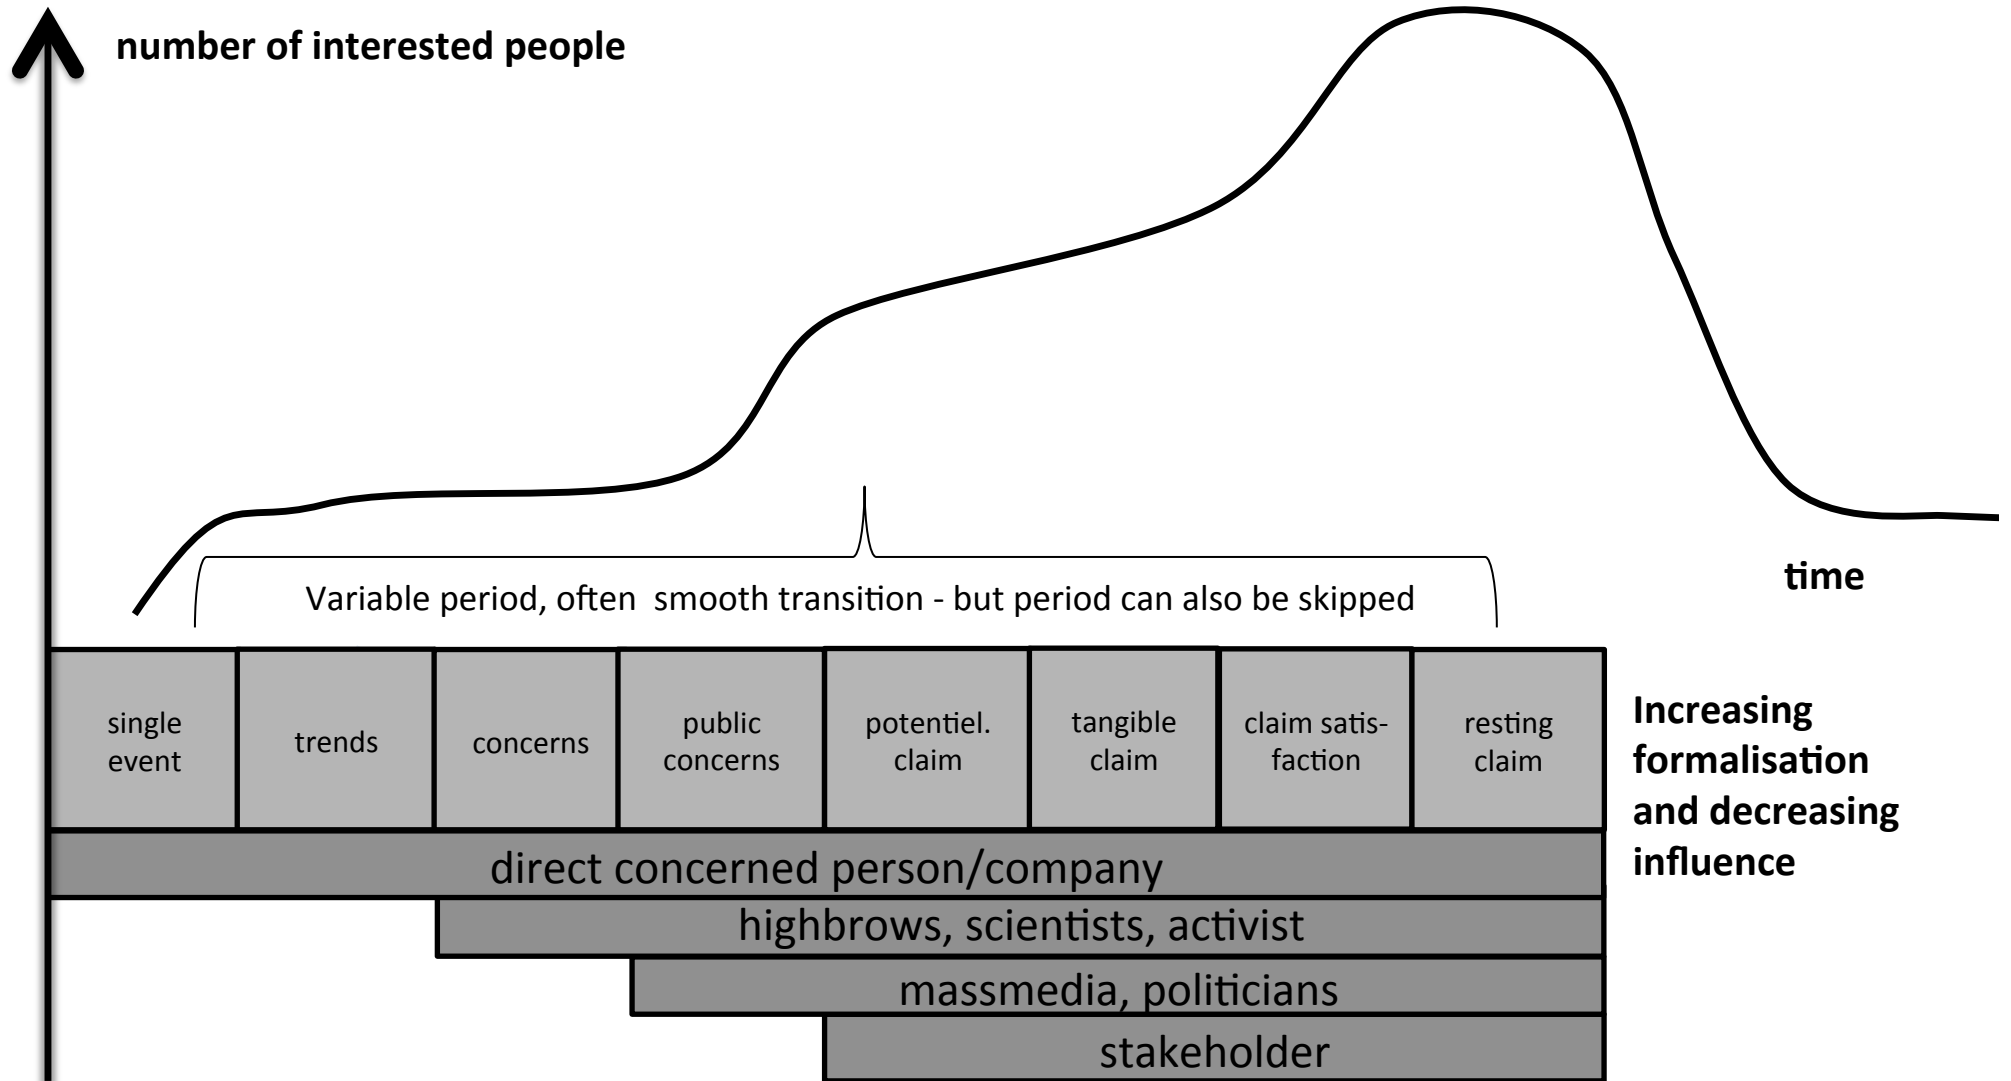 number of interested people
time
Variable period, often  smooth transition - but period can also be skipped
single
event
trends
concerns
public
concerns
potentiel.
claim
tangible
claim
claim satis-
faction
resting
claim
Increasing
formalisation
and decreasing
influence
direct concerned person/company
highbrows, scientists, activist
massmedia, politicians
stakeholder